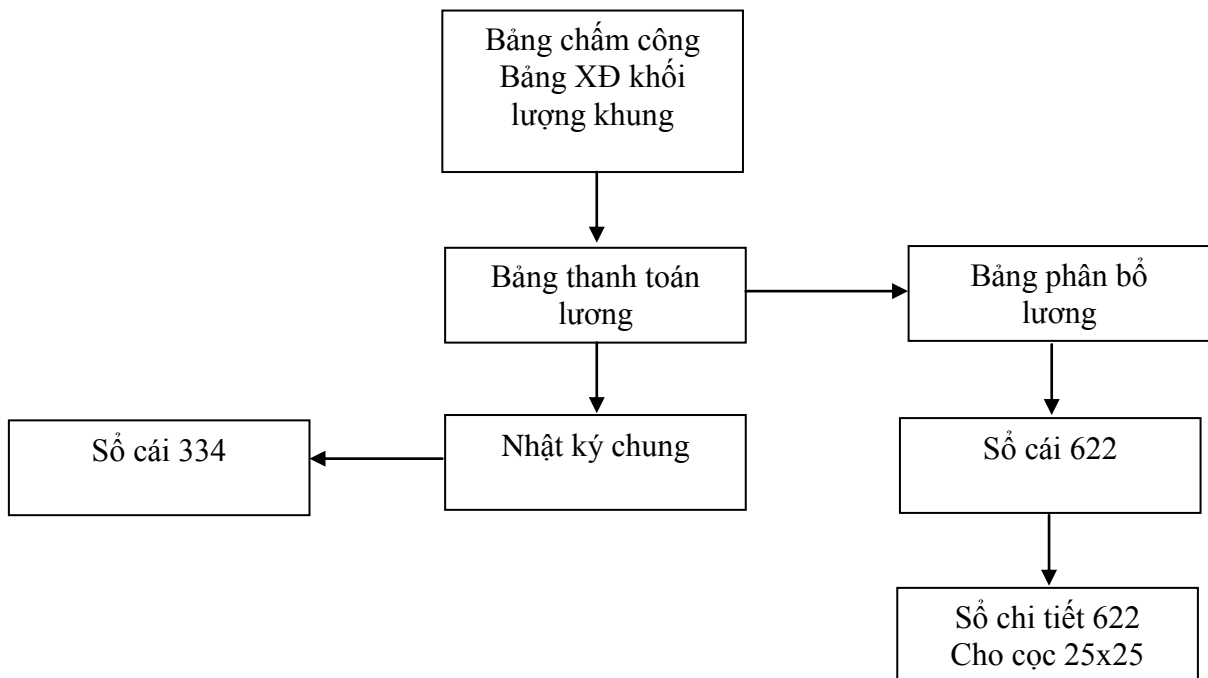 Bảng chấm công
Bảng XĐ khối
lượng khung
Bảng thanh toán
lương
Bảng phân bổ
lương
Sổ cái 334
Nhật ký chung
Sổ cái 622
Sổ chi tiết 622
Cho cọc 25x25